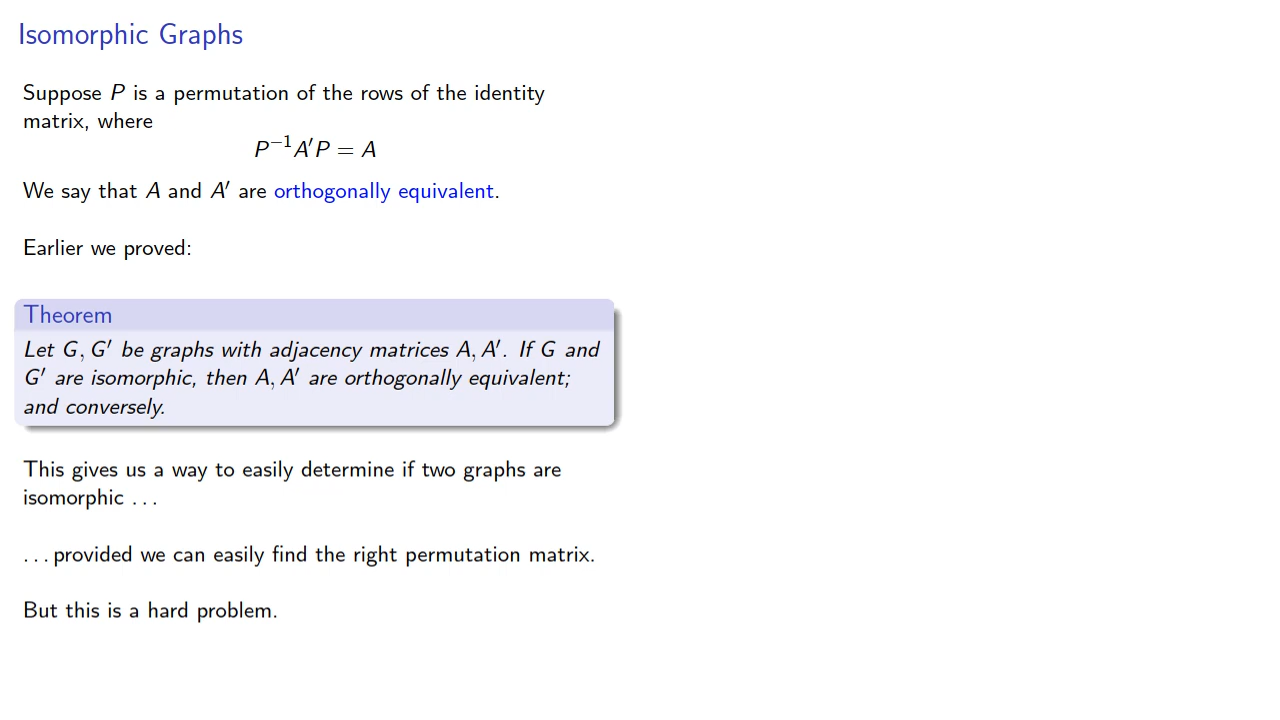 Isomorphic Graphs
Suppose P is a permutation of the rows of the identity
matrix, where
P⁻¹A′P = A
We say that A and A′ are orthogonally equivalent.
Earlier we proved:
Theorem
Let G, G′ be graphs with adjacency matrices A, A′. If G and
G′ are isomorphic, then A, A′ are orthogonally equivalent;
and conversely.
This gives us a way to easily determine if two graphs are
isomorphic . . .
. . . provided we can easily find the right permutation matrix.
But this is a hard problem.